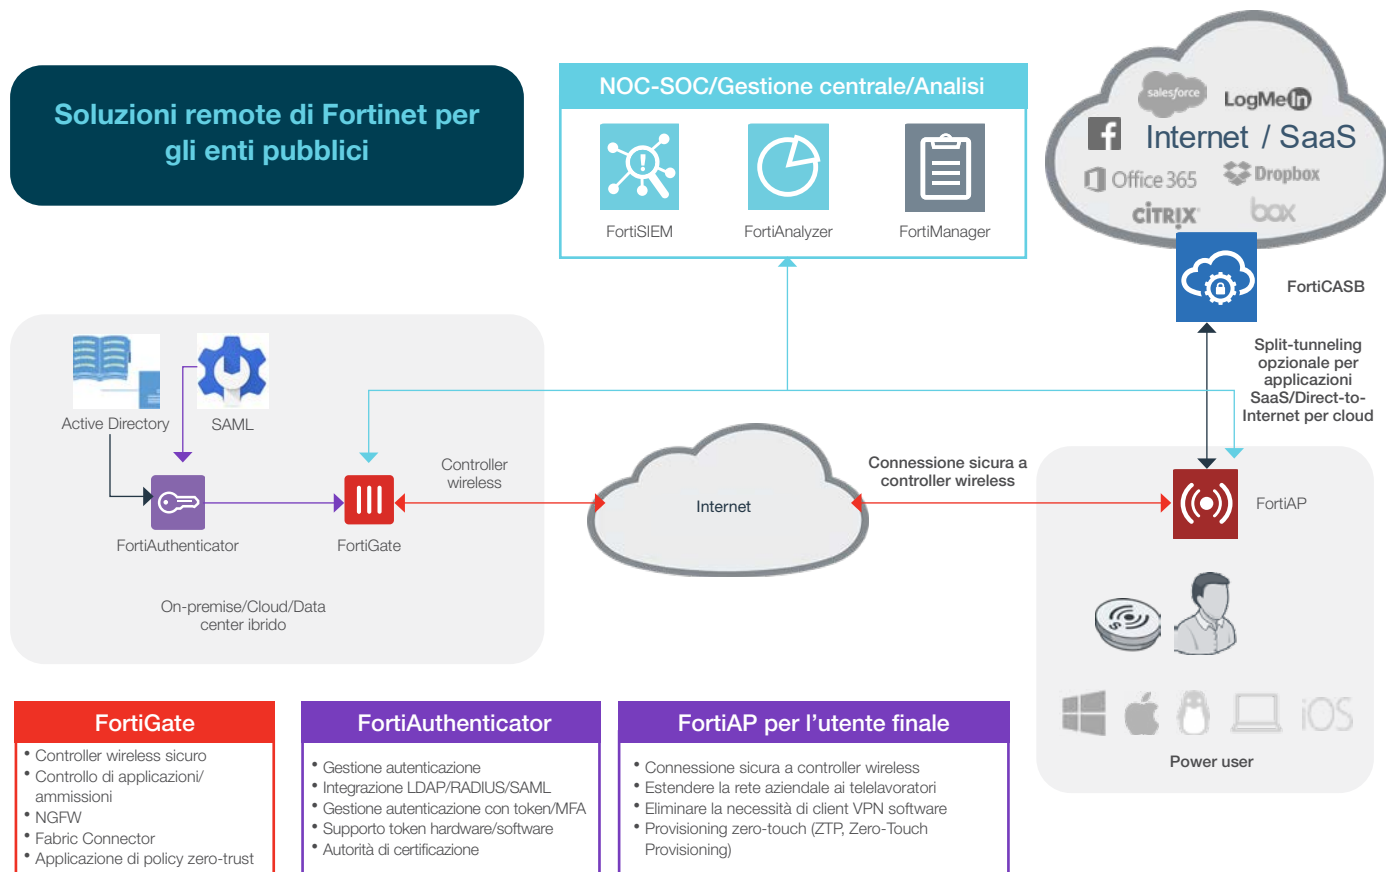 Soluzioni remote di Fortinet per
gli enti pubblici
NOC-SOC/Gestione centrale/Analisi
FortiSIEM
FortiAnalyzer
FortiManager
salesforce
LogMeIn
Internet / SaaS
Office 365
Dropbox
CİTRIX
box
FortiCASB
Split-tunneling
opzionale per
applicazioni
SaaS/Direct-to-
Internet per cloud
Active Directory
SAML
FortiAuthenticator
FortiGate
Controller
wireless
On-premise/Cloud/Data
center ibrido
Internet
Connessione sicura a
controller wireless
FortiAP
iOS
Power user
FortiGate
• Controller wireless sicuro
• Controllo di applicazioni/
ammissioni
• NGFW
• Fabric Connector
• Applicazione di policy zero-trust
FortiAuthenticator
• Gestione autenticazione
• Integrazione LDAP/RADIUS/SAML
• Gestione autenticazione con token/MFA
• Supporto token hardware/software
• Autorità di certificazione
FortiAP per l'utente finale
• Connessione sicura a controller wireless
• Estendere la rete aziendale ai telelavoratori
• Eliminare la necessità di client VPN software
• Provisioning zero-touch (ZTP, Zero-Touch
Provisioning)